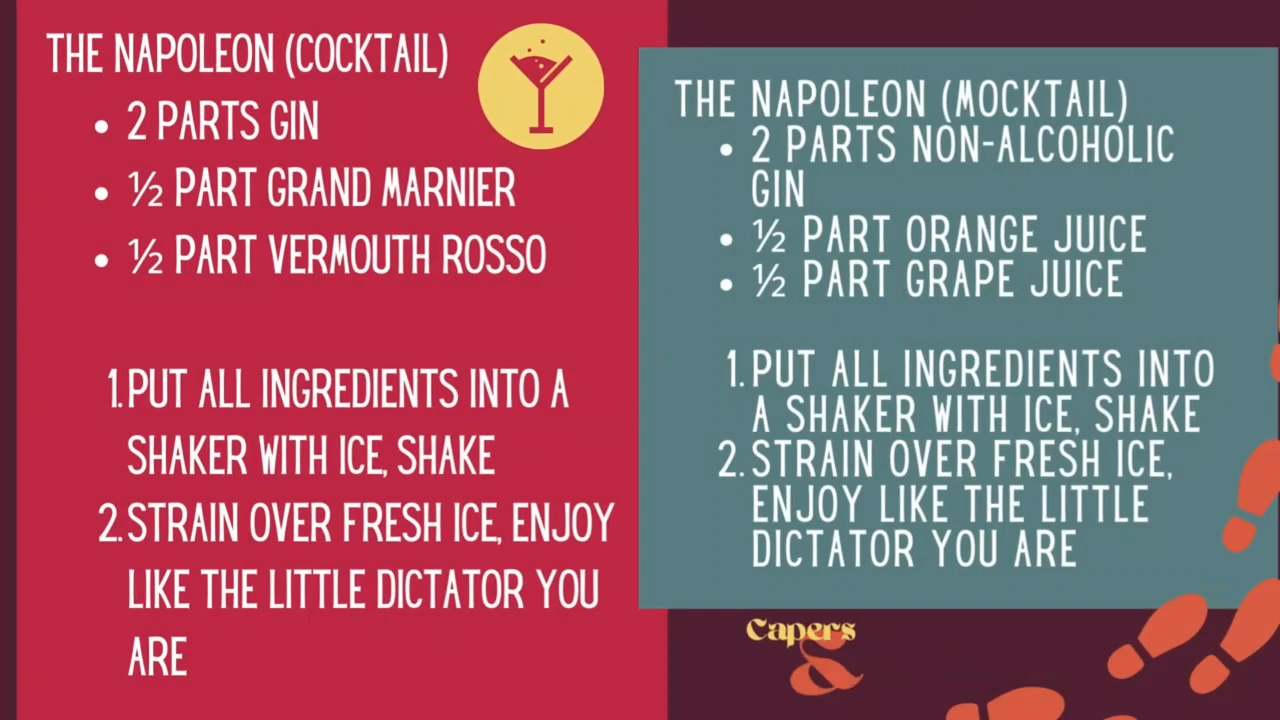 THE NAPOLEON (COCKTAIL)
• 2 PARTS GIN
• ½ PART GRAND MARNIER
• ½ PART VERMOUTH ROSSO
1. PUT ALL INGREDIENTS INTO A
SHAKER WITH ICE, SHAKE
2. STRAIN OVER FRESH ICE, ENJOY
LIKE THE LITTLE DICTATOR YOU
ARE
THE NAPOLEON (MOCKTAIL)
• 2 PARTS NON-ALCOHOLIC
GIN
• ½ PART ORANGE JUICE
• ½ PART GRAPE JUICE
1. PUT ALL INGREDIENTS INTO
A SHAKER WITH ICE, SHAKE
2. STRAIN OVER FRESH ICE,
ENJOY LIKE THE LITTLE
DICTATOR YOU ARE
Capers
&